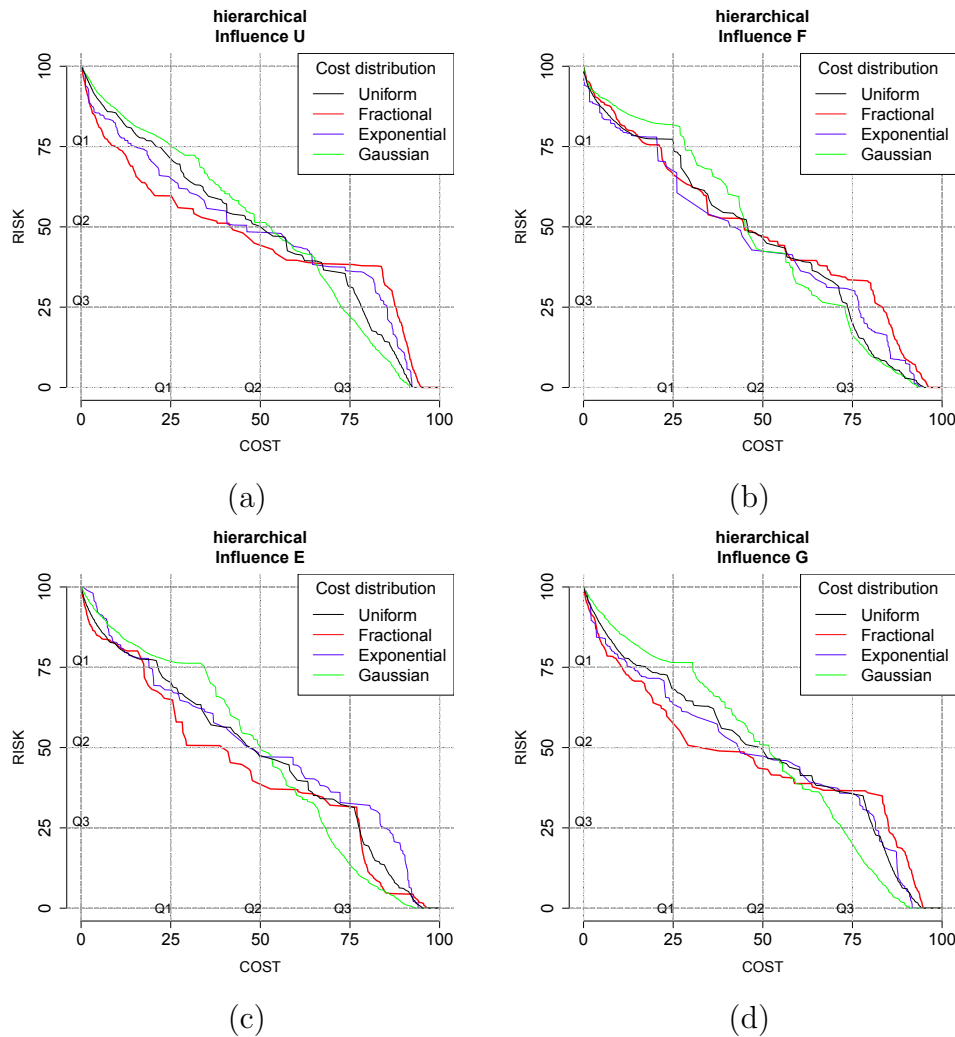 hierarchical
Influence U
Cost distribution
Uniform
Fractional
Exponential
Gaussian
RISK
100
75
50
25
0
Q1
Q2
Q3
Q1
Q2
Q3
0
25
50
75
100
COST
(a)
hierarchical
Influence F
Cost distribution
Uniform
Fractional
Exponential
Gaussian
RISK
100
75
50
25
0
Q1
Q2
Q3
Q1
Q2
Q3
0
25
50
75
100
COST
(b)
hierarchical
Influence E
Cost distribution
Uniform
Fractional
Exponential
Gaussian
RISK
100
75
50
25
0
Q1
Q2
Q3
Q1
Q2
Q3
0
25
50
75
100
COST
(c)
hierarchical
Influence G
Cost distribution
Uniform
Fractional
Exponential
Gaussian
RISK
100
75
50
25
0
Q1
Q2
Q3
Q1
Q2
Q3
0
25
50
75
100
COST
(d)